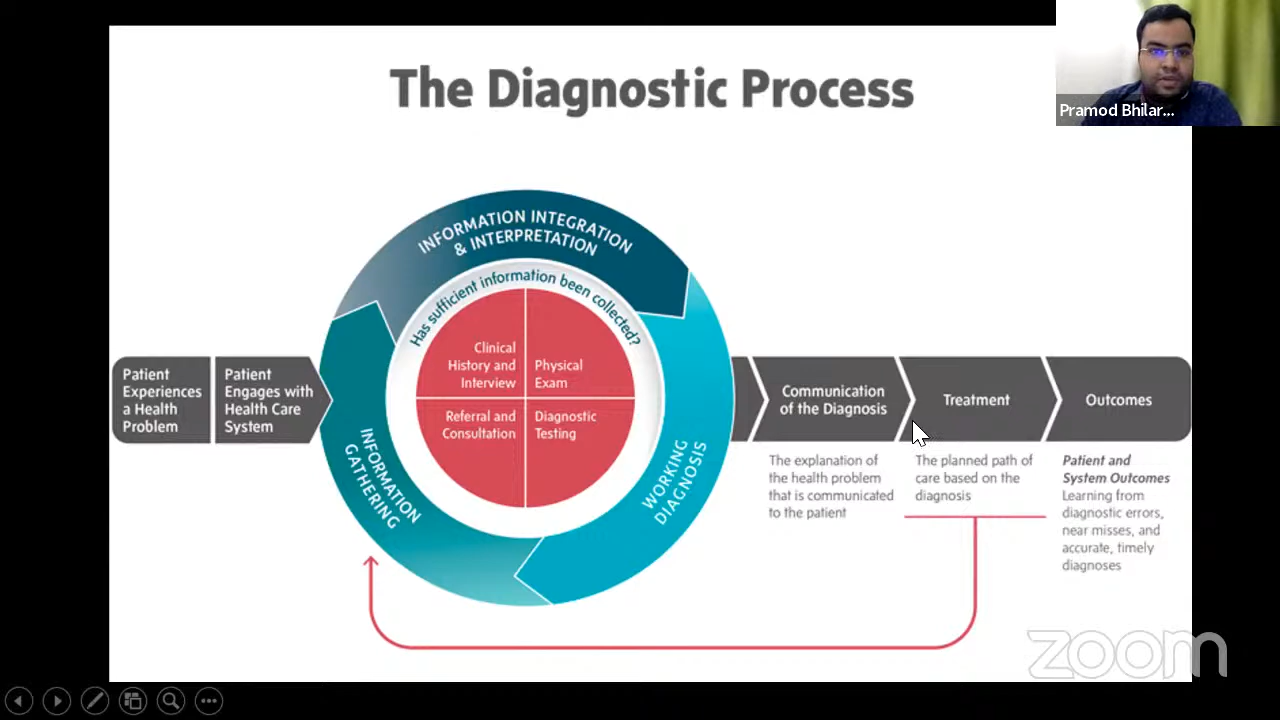 The Diagnostic Process
Pramod Bhilar...
INFORMATION INTEGRATION
& INTERPRETATION
Has sufficient information been collected?
Clinical
History and
Interview
Physical
Exam
Referral and
Consultation
Diagnostic
Testing
INFORMATION
GATHERING
WORKING
DIAGNOSIS
Patient
Experiences
a Health
Problem
Patient
Engages with
Health Care
System
Communication
of the Diagnosis
Treatment
Outcomes
The explanation of
the health problem
that is communicated
to the patient
The planned path of
care based on the
diagnosis
Patient and
System Outcomes
Learning from
diagnostic errors,
near misses, and
accurate, timely
diagnoses
zoom